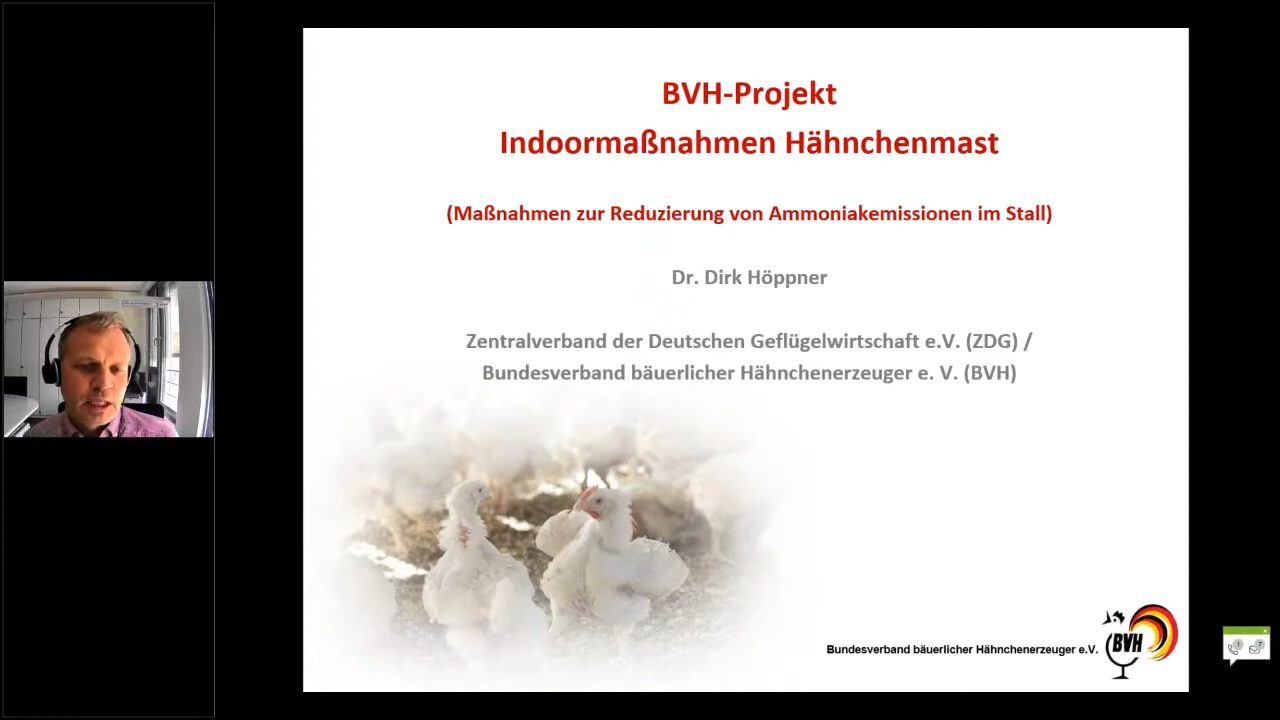 BVH-Projekt
Indoormaßnahmen Hähnchenmast
(Maßnahmen zur Reduzierung von Ammoniakemissionen im Stall)
Dr. Dirk Höppner
Zentralverband der Deutschen Geflügelwirtschaft e.V. (ZDG) /
Bundesverband bäuerlicher Hähnchenerzeuger e. V. (BVH)
Bundesverband bäuerlicher Hähnchenerzeuger e.V.
BVH